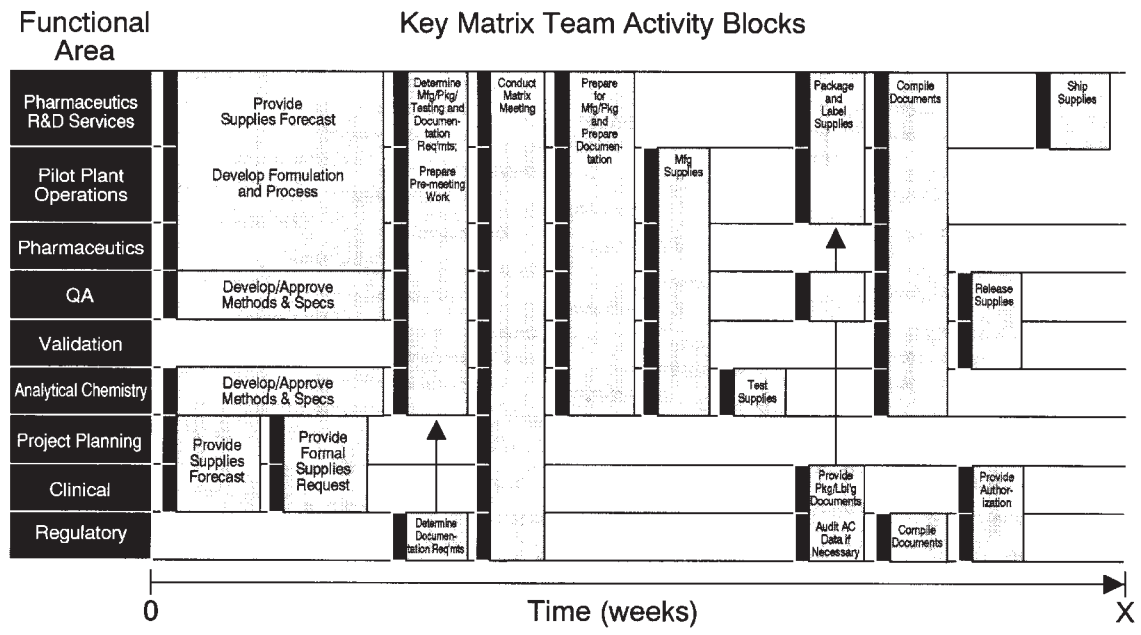 Functional
Area
Key Matrix Team Activity Blocks
Pharmaceutics
R&D Services
Pilot Plant
Operations
Pharmaceutics
QA
Validation
Analytical Chemistry
Project Planning
Clinical
Regulatory
Provide
Supplies Forecast
Develop Formulation
and Process
Develop/Approve
Methods & Specs
Develop/Approve
Methods & Specs
Provide
Supplies
Forecast
Provide
Formal
Supplies
Request
Determine
Mfg/Pkg/
Testing and
Documen-
tation
Req'mts;
Prepare
Pre-meeting
Work
Determine
Documen-
tation Req'mts
Conduct
Matrix
Meeting
Prepare
for
Mfg/Pkg
and
Prepare
Documen-
tation
Mfg
Supplies
Test
Supplies
Package
and
Label
Supplies
Provide
Pkg/Lbl'g
Documents
Audit AC
Data if
Necessary
Compile
Documents
Compile
Documents
Release
Supplies
Provide
Author-
ization
Ship
Supplies
0
Time (weeks)
X